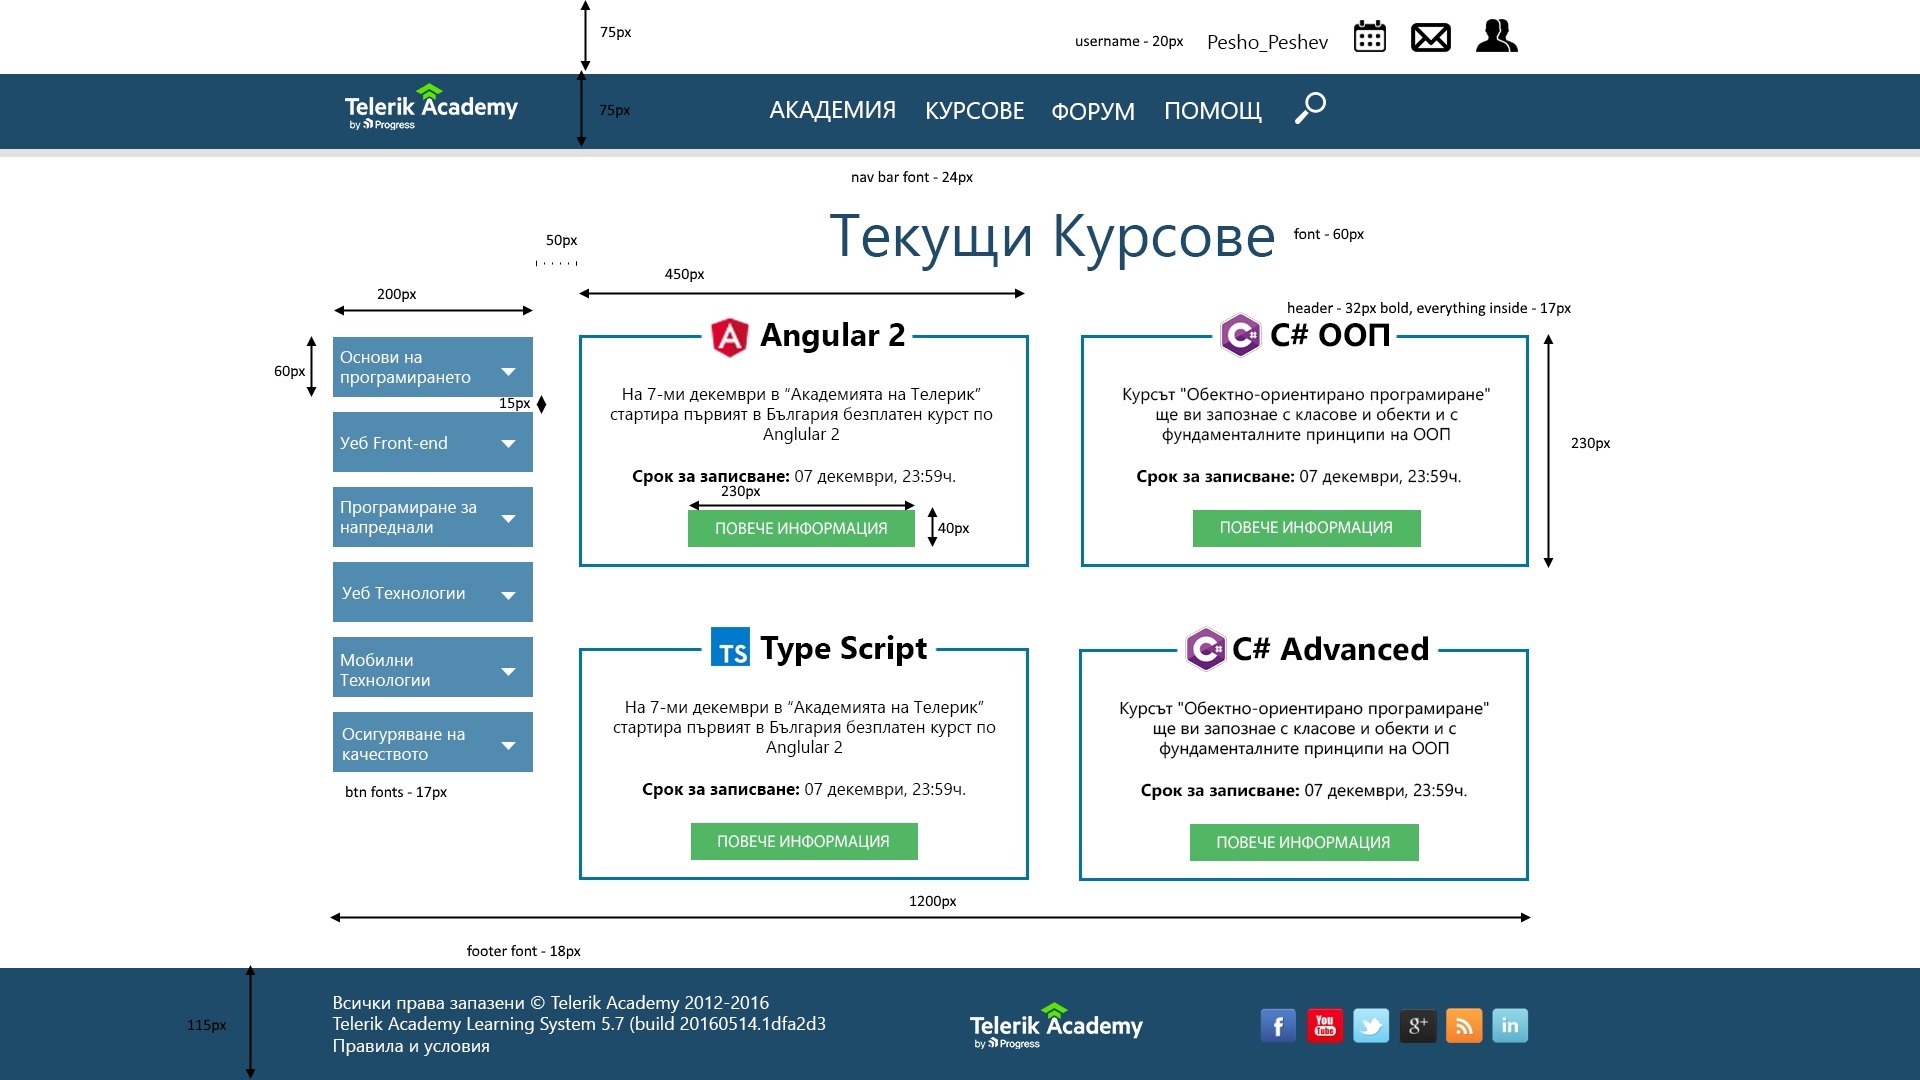 75px
username - 20px
Pesho_Peshev
Telerik Academy
by Progress
75px
АКАДЕМИЯ
КУРСОВЕ
ФОРУМ
ПОМОЩ
nav bar font - 24px
Текущи Курсове
font - 60px
50px
450px
200px
60px
Основи на
програмирането
15px
Уеб Front-end
Програмиране за
напреднали
Уеб Технологии
Мобилни
Технологии
Осигуряване на
качеството
btn fonts - 17px
Angular 2
На 7-ми декември в “Академията на Телерик”
стартира първият в България безплатен курст по
Anglular 2
Срок за записване: 07 декември, 23:59ч.
230px
ПОВЕЧЕ ИНФОРМАЦИЯ
40px
header - 32px bold, everything inside - 17px
C# ООП
Курсът "Обектно-ориентирано програмиране"
ще ви запознае с класове и обекти и с
фундаменталните принципи на ООП
Срок за записване: 07 декември, 23:59ч.
ПОВЕЧЕ ИНФОРМАЦИЯ
230px
TS Type Script
На 7-ми декември в “Академията на Телерик”
стартира първият в България безплатен курст по
Anglular 2
Срок за записване: 07 декември, 23:59ч.
ПОВЕЧЕ ИНФОРМАЦИЯ
C# Advanced
Курсът "Обектно-ориентирано програмиране"
ще ви запознае с класове и обекти и с
фундаменталните принципи на ООП
Срок за записване: 07 декември, 23:59ч.
ПОВЕЧЕ ИНФОРМАЦИЯ
1200px
footer font - 18px
115px
Всички права запазени © Telerik Academy 2012-2016
Telerik Academy Learning System 5.7 (build 20160514.1dfa2d3
Правила и условия
Telerik Academy
by Progress
f
You
Tube
g+
in